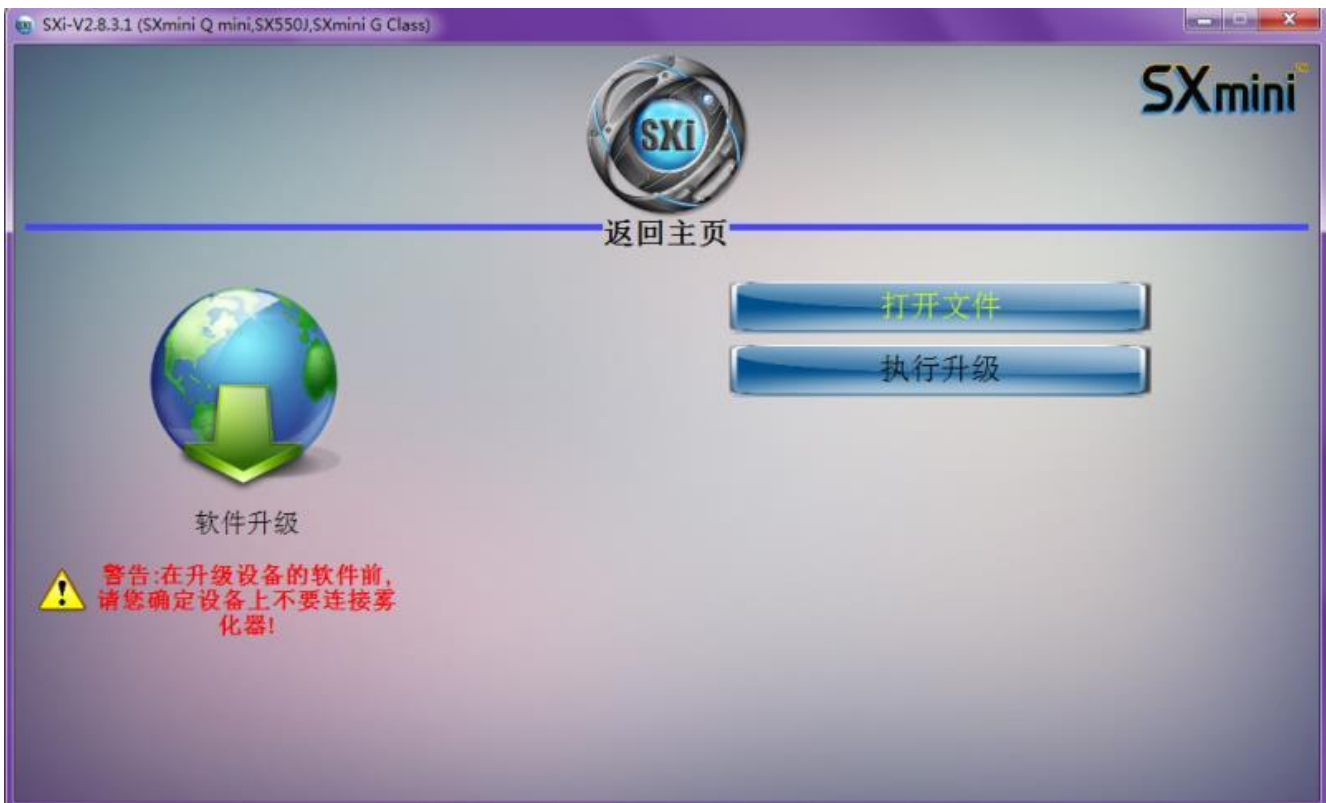 SXi-V2.8.3.1 (SXmini Q mini,SX550J,SXmini G Class)
SXmini™
SXi
返回主页
打开文件
执行升级
软件升级
警告:在升级设备的软件前,
请您确定设备上不要连接雾
化器!